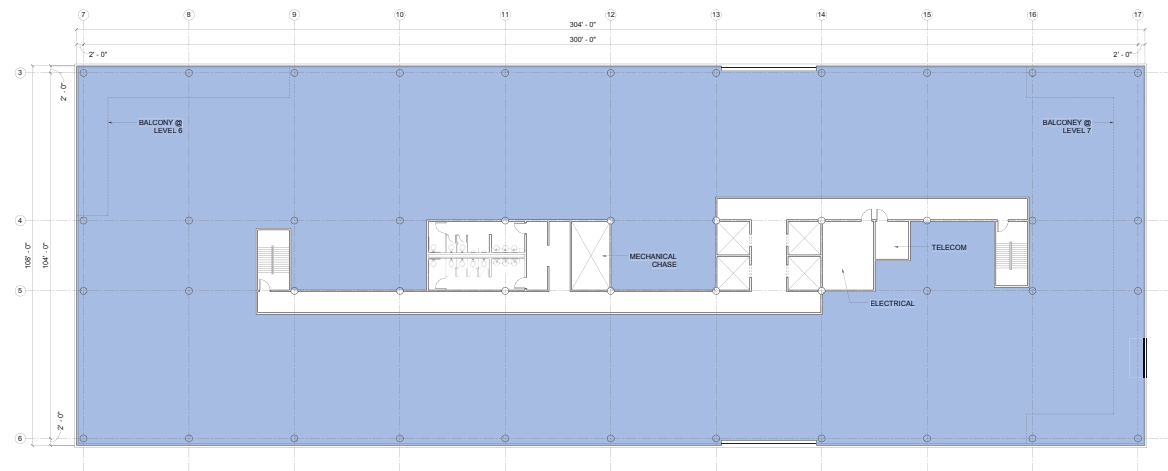 7 8 9 10 11 12 13 14 15 16 17
304' - 0"
300' - 0"
2' - 0" 2' - 0"
3
2' - 0"
BALCONY @
LEVEL 6
BALCONEY @
LEVEL 7
4
108' - 0"
104' - 0"
MECHANICAL
CHASE
TELECOM
5
ELECTRICAL
2' - 0"
6